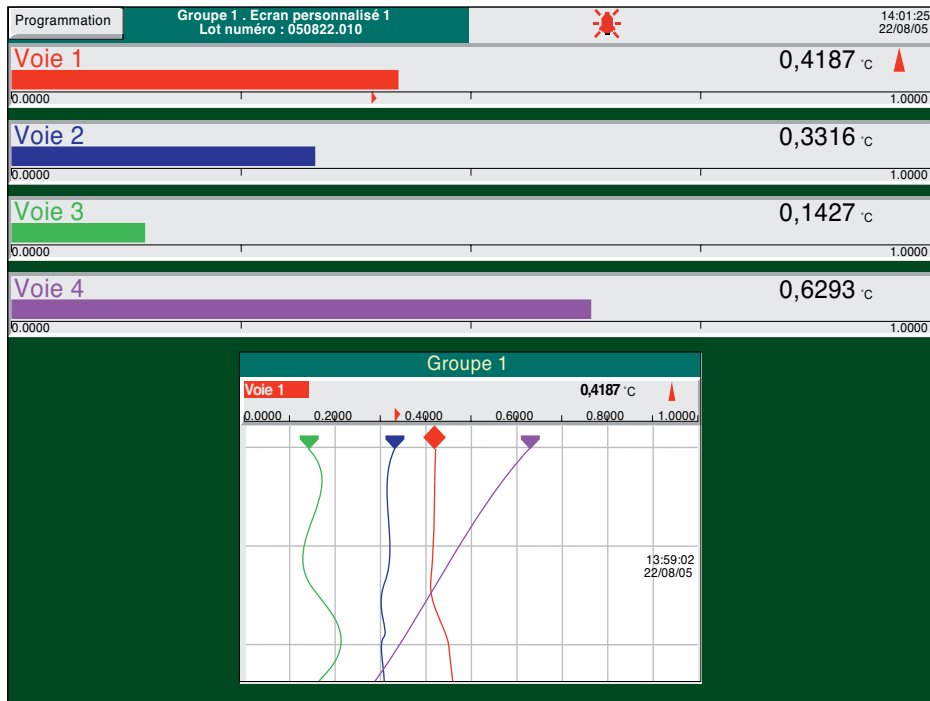 Programmation
Groupe 1 . Ecran personnalisé 1
Lot numéro : 050822.010
14:01:25
22/08/05
Voie 1
0,4187 °C
0.0000 1.0000
Voie 2
0,3316 °C
0.0000 1.0000
Voie 3
0,1427 °C
0.0000 1.0000
Voie 4
0,6293 °C
0.0000 1.0000
Groupe 1
Voie 1 0,4187 °C
0.0000 0.2000 0.4000 0.6000 0.8000 1.0000
13:59:02
22/08/05